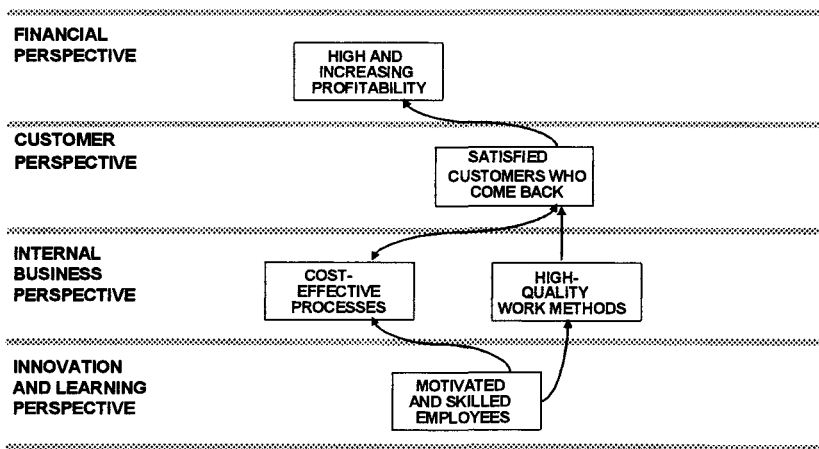 FINANCIAL
PERSPECTIVE
HIGH AND
INCREASING
PROFITABILITY
CUSTOMER
PERSPECTIVE
SATISFIED
CUSTOMERS WHO
COME BACK
INTERNAL
BUSINESS
PERSPECTIVE
COST-
EFFECTIVE
PROCESSES
HIGH-
QUALITY
WORK METHODS
INNOVATION
AND LEARNING
PERSPECTIVE
MOTIVATED
AND SKILLED
EMPLOYEES